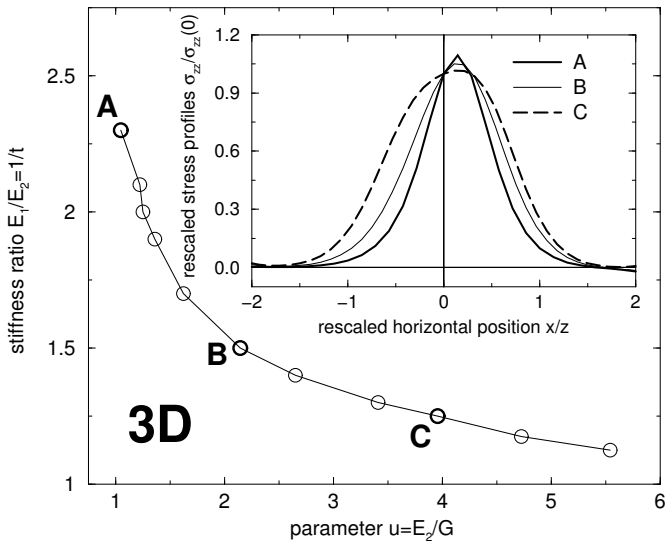 stiffness ratio E₁/E₂=1/t
2.5
2
1.5
1
1
2
3
4
5
6
parameter u=E₂/G
A
B
C
3D
rescaled stress profiles σzz/σzz(0)
1.2
0.9
0.6
0.3
0.0
−2
−1
0
1
2
rescaled horizontal position x/z
A
B
C